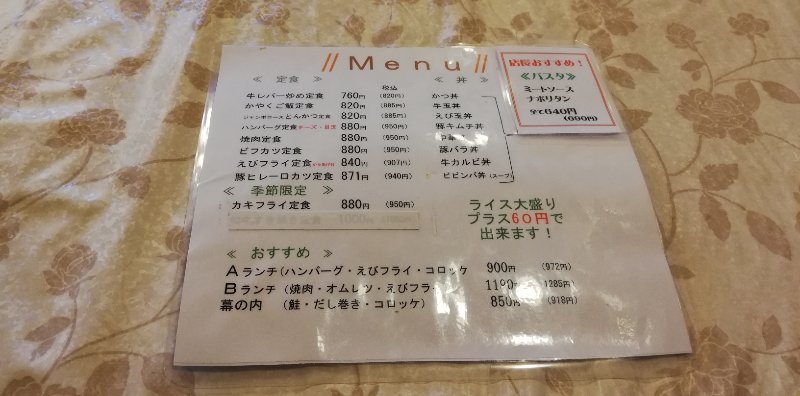 Menu
店長おすすめ！
≪パスタ≫
ミートソース
ナポリタン
全て640円
(690円)
≪ 定食 ≫
税込
牛レバー炒め定食 760円 (820円)
かやくご飯定食 820円 (885円)
ジャンボロースとんかつ定食 820円 (885円)
ハンバーグ定食 チーズ・目玉 880円 (950円)
焼肉定食 880円 (950円)
ビフカツ定食 880円 (950円)
えびフライ定食 840円 (907円)
豚ヒレ一口カツ定食 871円 (940円)
≪ 季節限定 ≫
カキフライ定食 880円 (950円)
≪ 丼 ≫
かつ丼
牛玉丼
えび玉丼
豚キムチ丼
丼
豚バラ丼
牛カルビ丼
ビビンバ丼 (スープ)
ライス大盛り
プラス60円で
出来ます！
≪ おすすめ ≫
Aランチ (ハンバーグ・えびフライ・コロッケ 900円 (972円)
Bランチ (焼肉・オムレツ・えびフラ 1285円)
幕の内 (鮭・だし巻き・コロッケ) 850円 (918円)